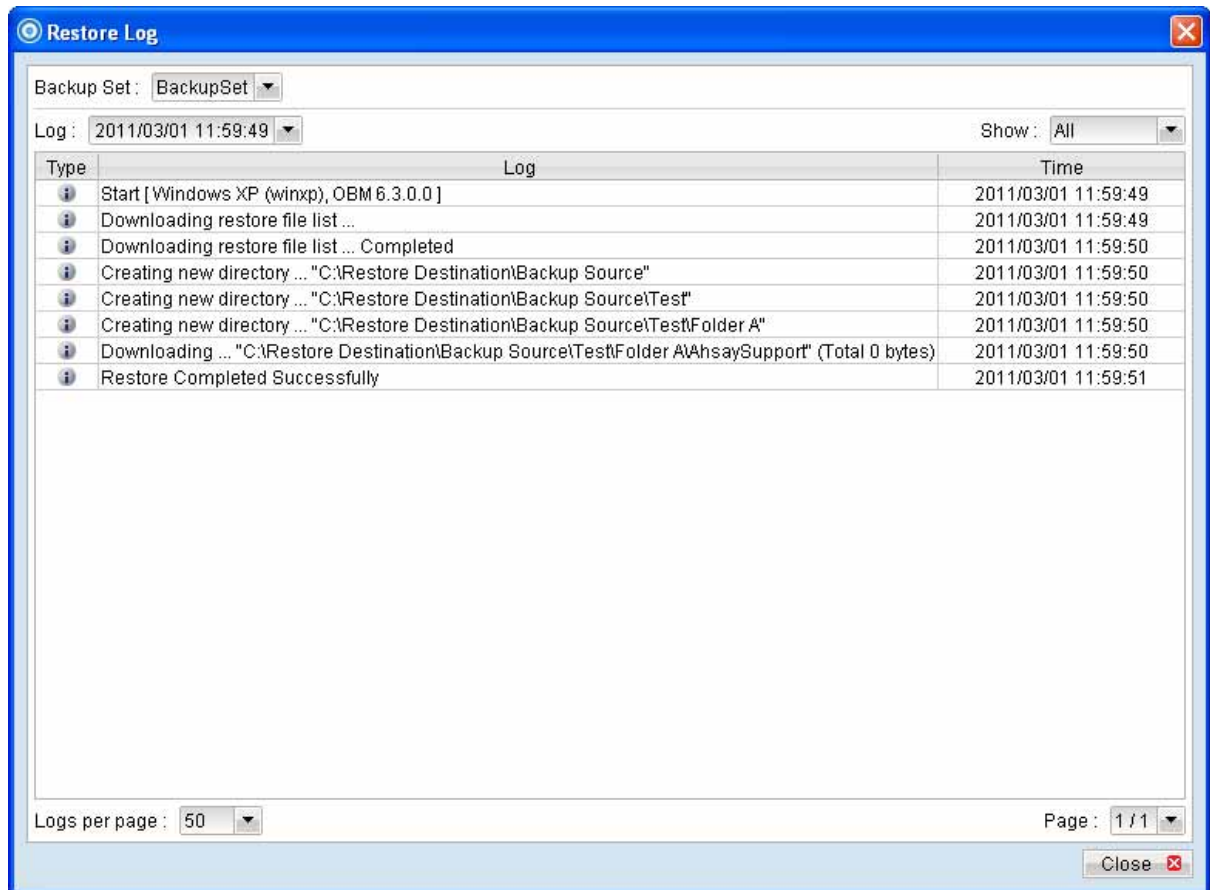 Restore Log
Backup Set : BackupSet
Log : 2011/03/01 11:59:49 Show : All
Type Log Time
Start [ Windows XP (winxp), OBM 6.3.0.0 ] 2011/03/01 11:59:49
Downloading restore file list ... 2011/03/01 11:59:49
Downloading restore file list ... Completed 2011/03/01 11:59:50
Creating new directory ... "C:\Restore Destination\Backup Source" 2011/03/01 11:59:50
Creating new directory ... "C:\Restore Destination\Backup Source\Test" 2011/03/01 11:59:50
Creating new directory ... "C:\Restore Destination\Backup Source\Test\Folder A" 2011/03/01 11:59:50
Downloading ... "C:\Restore Destination\Backup Source\Test\Folder A\AhsaySupport" (Total 0 bytes) 2011/03/01 11:59:50
Restore Completed Successfully 2011/03/01 11:59:51
Logs per page : 50 Page : 1 / 1
Close